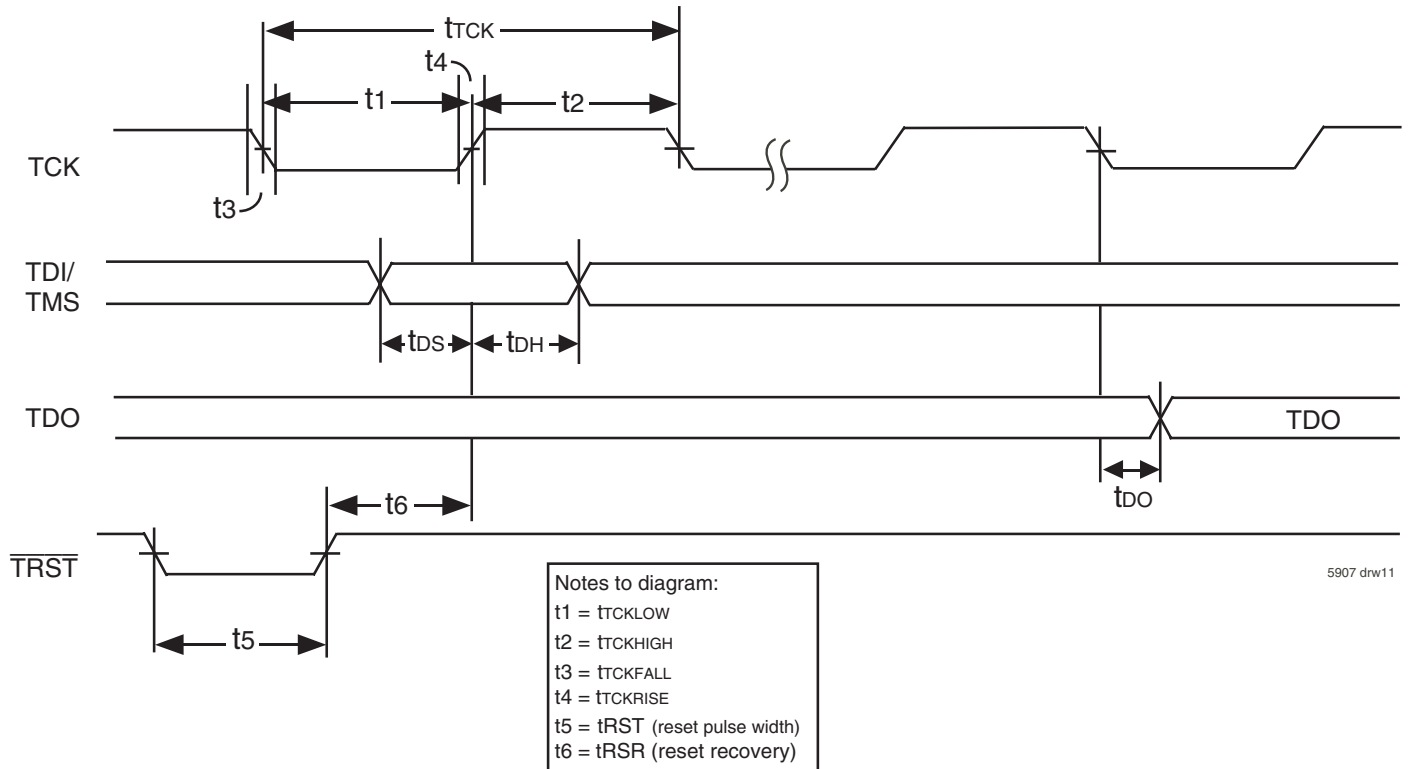 tTCK
t4
t1
t2
TCK
t3
TDI/
TMS
tDS
tDH
TDO
TDO
tDO
t6
TRST
5907 drw11
t5
Notes to diagram:
t1 = tTCKLOW
t2 = tTCKHIGH
t3 = tTCKFALL
t4 = tTCKRISE
t5 = tRST (reset pulse width)
t6 = tRSR (reset recovery)